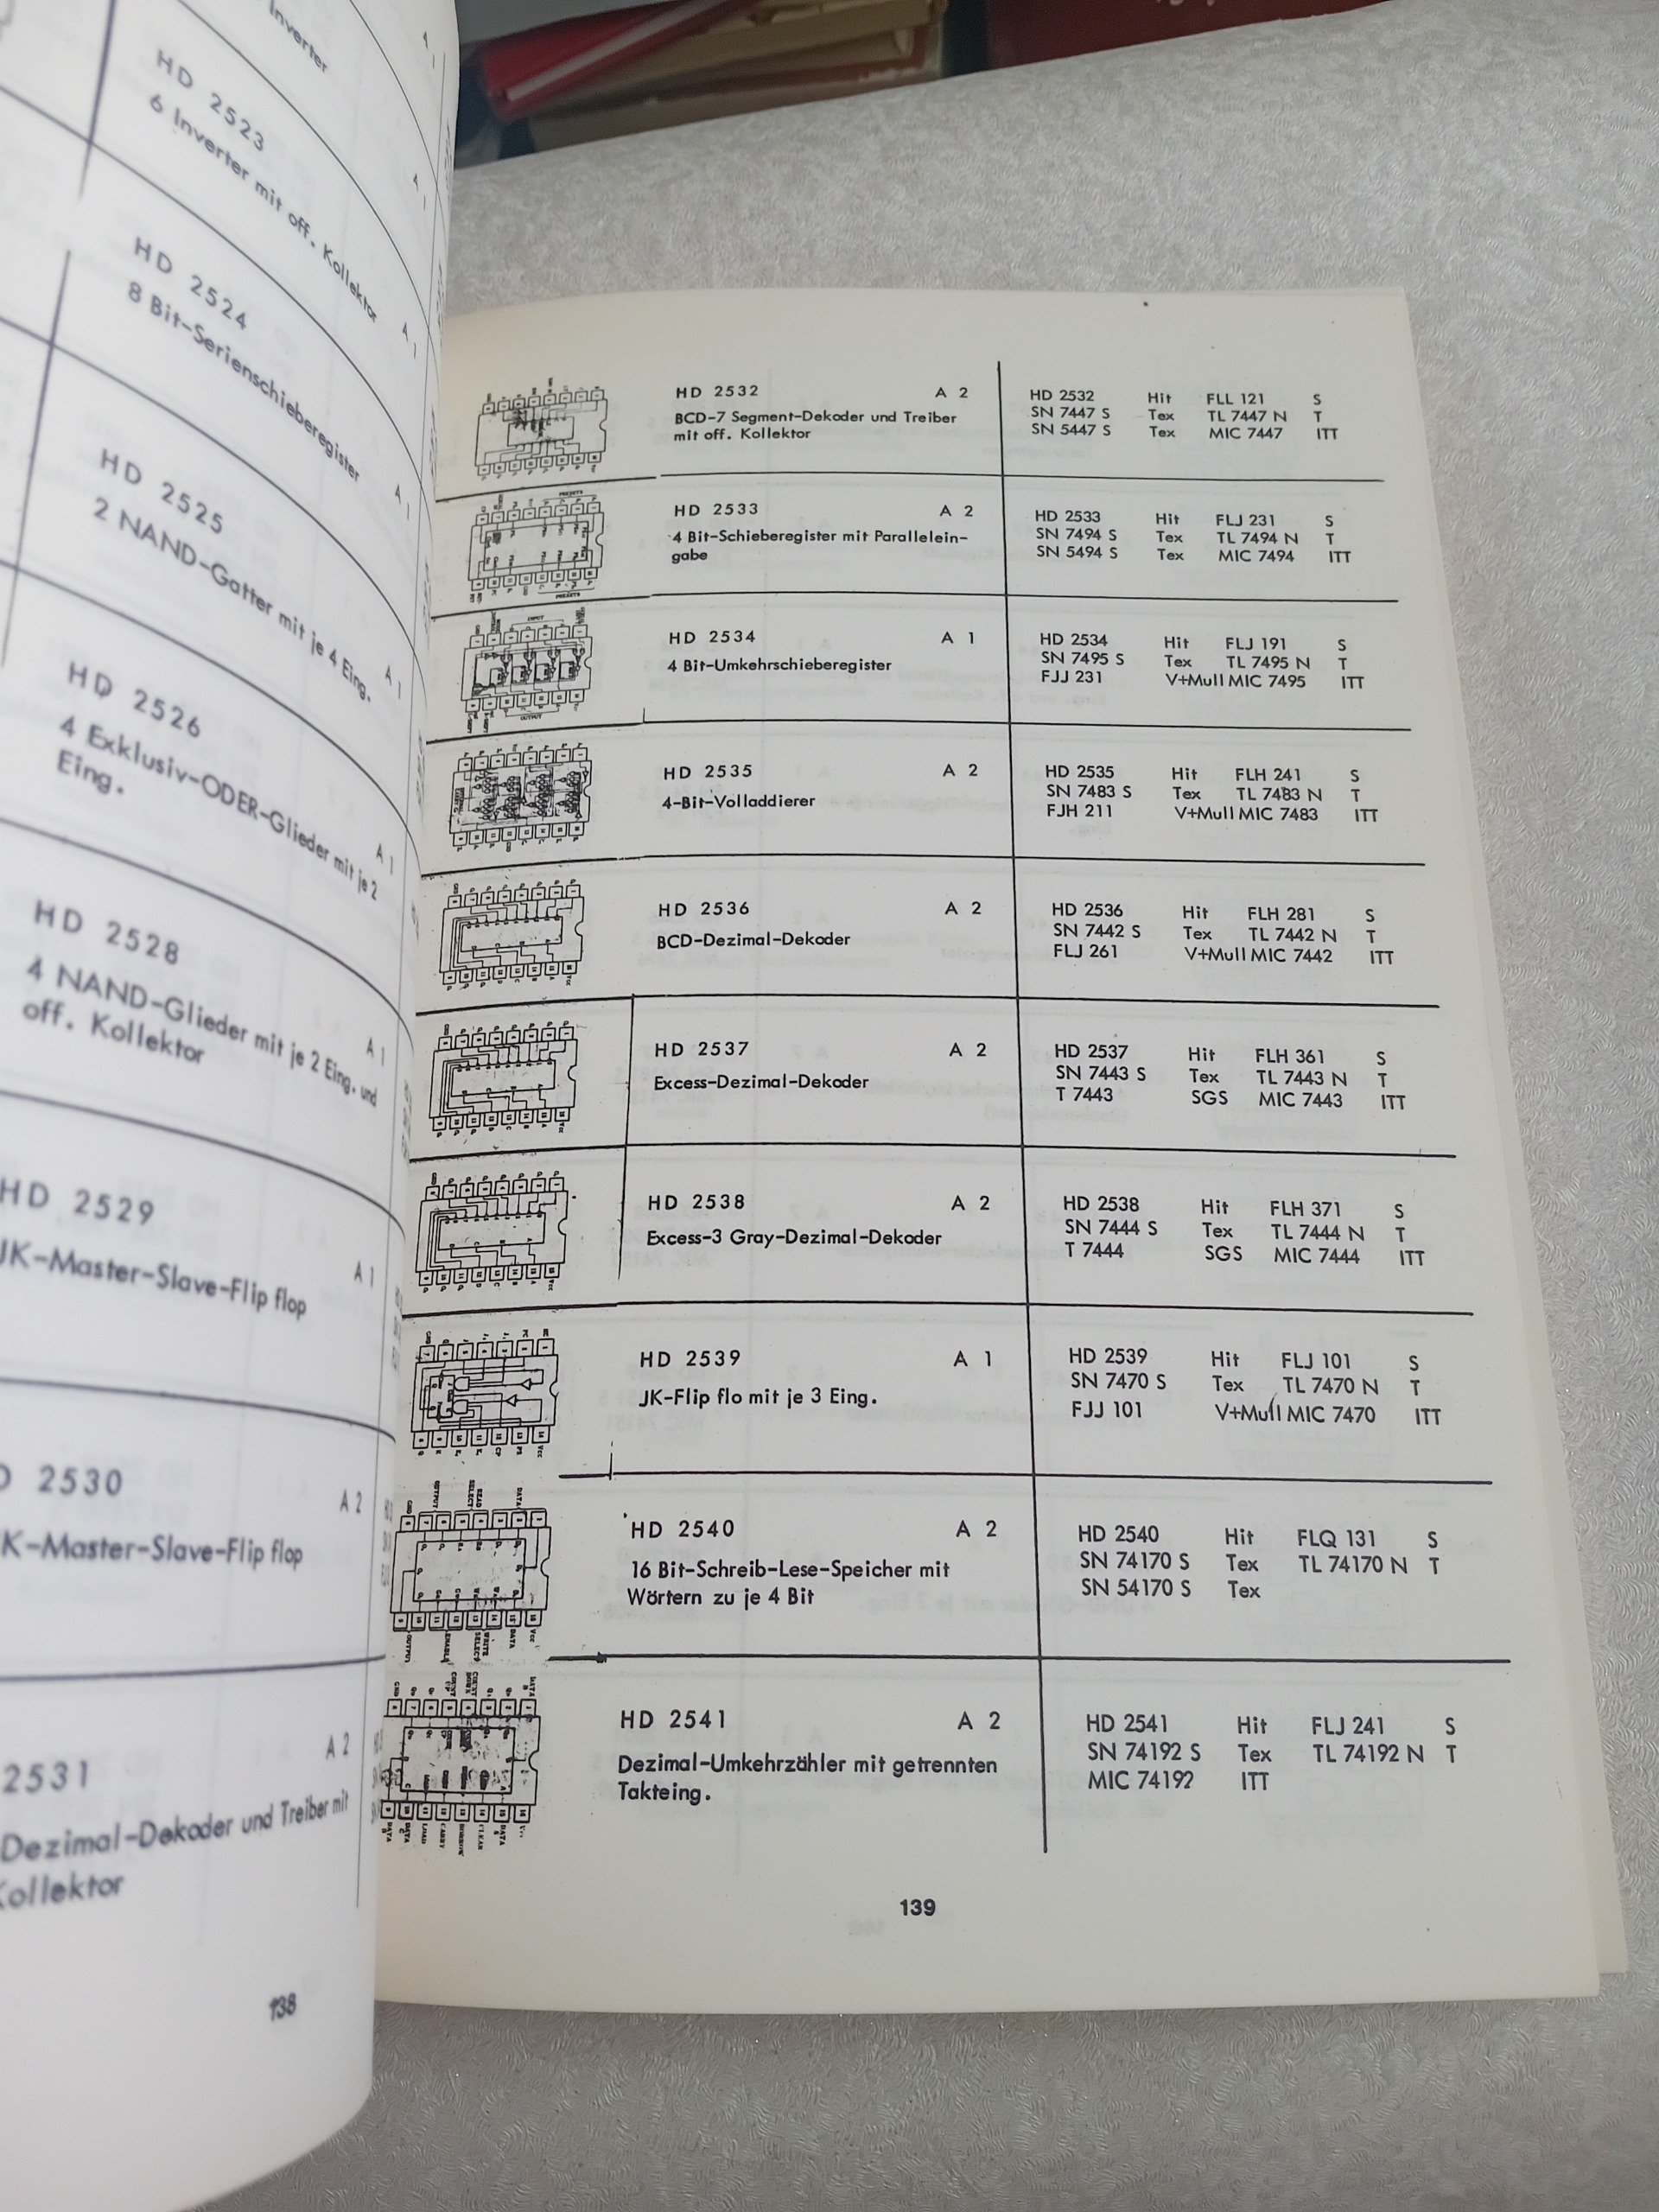 Inverter
HD 2523
6 Inverter mit off. Kollektor
A 1
HD 2524
8 Bit-Serienschieberegister
A 1
HD 2525
2 NAND-Gatter mit je 4 Eing.
A 1
HD 2526
4 Exklusiv-ODER-Glieder mit je 2
Eing.
A 1
HD 2528
4 NAND-Glieder mit je 2 Eing. und
off. Kollektor
A 1
HD 2529
JK-Master-Slave-Flip flop
A 1
2530
K-Master-Slave-Flip flop
A 2
2531
A 2
Dezimal-Dekoder und Treiber mit
Kollektor
138
HD 2532 A 2
BCD-7 Segment-Dekoder und Treiber
mit off. Kollektor
HD 2532 Hit FLL 121 S
SN 7447 S Tex TL 7447 N T
SN 5447 S Tex MIC 7447 ITT
HD 2533 A 2
4 Bit-Schieberegister mit Parallelein-
gabe
HD 2533 Hit FLJ 231 S
SN 7494 S Tex TL 7494 N T
SN 5494 S Tex MIC 7494 ITT
HD 2534 A 1
4 Bit-Umkehrschieberegister
HD 2534 Hit FLJ 191 S
SN 7495 S Tex TL 7495 N T
FJJ 231 V+Mull MIC 7495 ITT
HD 2535 A 2
4-Bit-Volladdierer
HD 2535 Hit FLH 241 S
SN 7483 S Tex TL 7483 N T
FJH 211 V+Mull MIC 7483 ITT
HD 2536 A 2
BCD-Dezimal-Dekoder
HD 2536 Hit FLH 281 S
SN 7442 S Tex TL 7442 N T
FLJ 261 V+Mull MIC 7442 ITT
HD 2537 A 2
Excess-Dezimal-Dekoder
HD 2537 Hit FLH 361 S
SN 7443 S Tex TL 7443 N T
T 7443 SGS MIC 7443 ITT
HD 2538 A 2
Excess-3 Gray-Dezimal-Dekoder
HD 2538 Hit FLH 371 S
SN 7444 S Tex TL 7444 N T
T 7444 SGS MIC 7444 ITT
HD 2539 A 1
JK-Flip flo mit je 3 Eing.
HD 2539 Hit FLJ 101 S
SN 7470 S Tex TL 7470 N T
FJJ 101 V+Mull MIC 7470 ITT
HD 2540 A 2
16 Bit-Schreib-Lese-Speicher mit
Wörtern zu je 4 Bit
HD 2540 Hit FLQ 131 S
SN 74170 S Tex TL 74170 N T
SN 54170 S Tex
HD 2541 A 2
Dezimal-Umkehrzähler mit getrennten
Takteing.
HD 2541 Hit FLJ 241 S
SN 74192 S Tex TL 74192 N T
MIC 74192 ITT
139